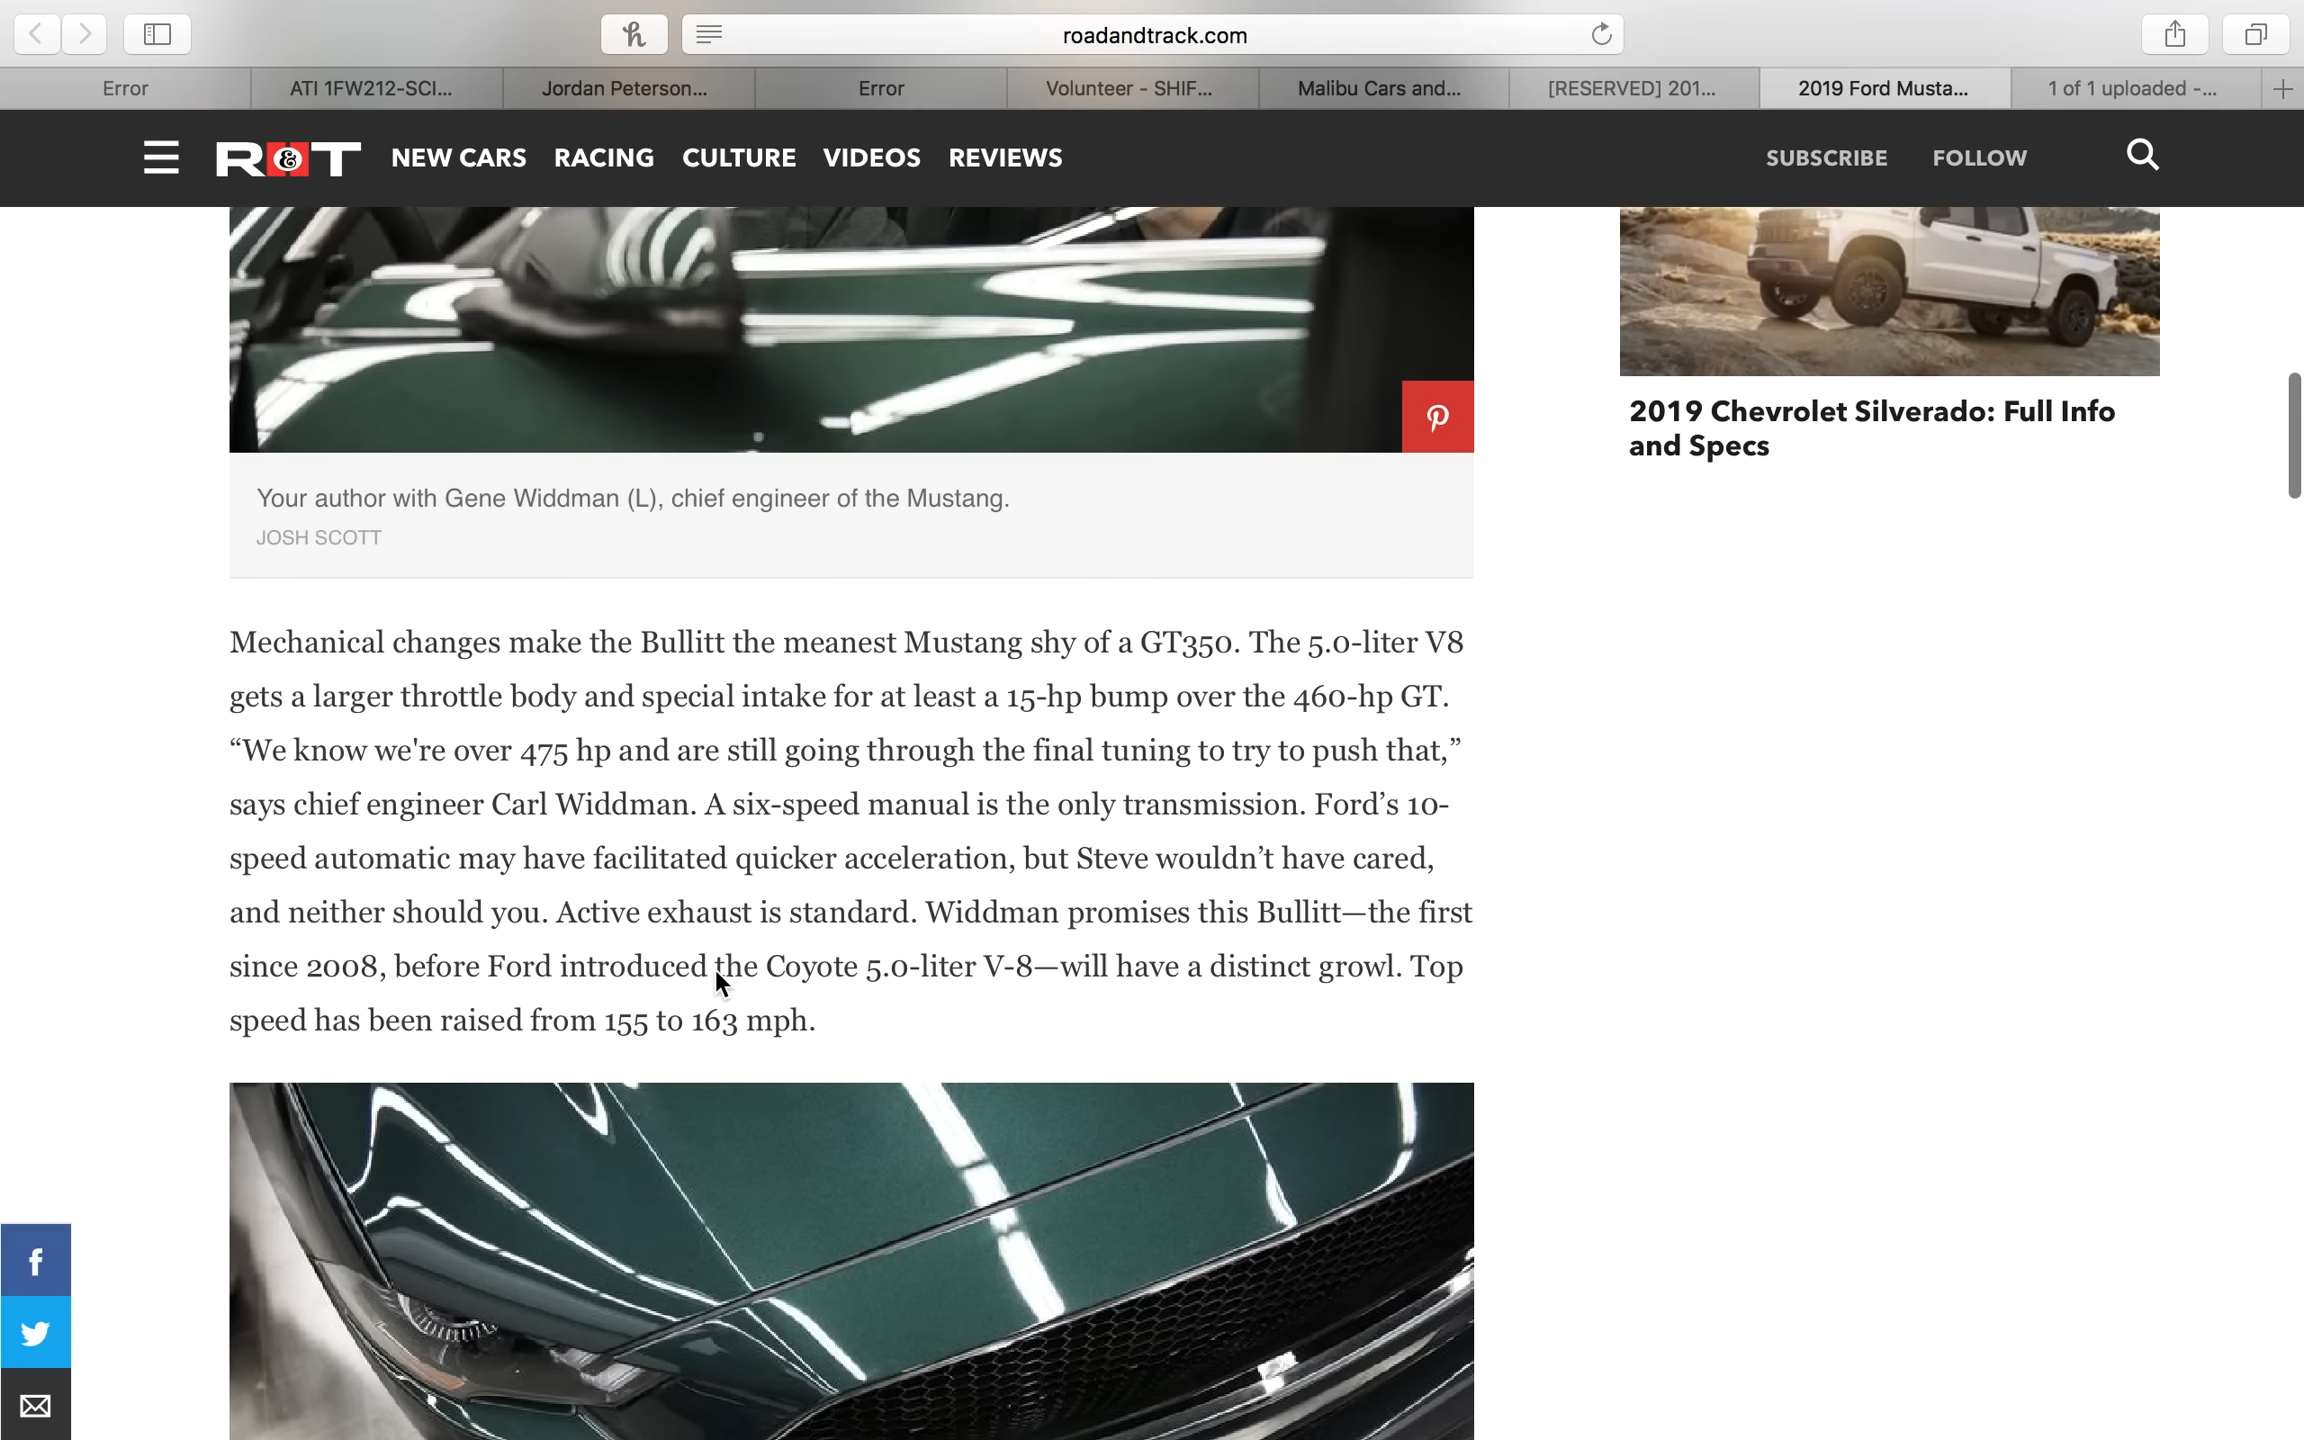 roadandtrack.com
Error
ATI 1FW212-SCI...
Jordan Peterson...
Error
Volunteer - SHIF...
Malibu Cars and...
[RESERVED] 201...
2019 Ford Musta...
1 of 1 uploaded -...
R&T
NEW CARS
RACING
CULTURE
VIDEOS
REVIEWS
SUBSCRIBE
FOLLOW
Your author with Gene Widdman (L), chief engineer of the Mustang.
JOSH SCOTT
Mechanical changes make the Bullitt the meanest Mustang shy of a GT350. The 5.0-liter V8
gets a larger throttle body and special intake for at least a 15-hp bump over the 460-hp GT.
“We know we're over 475 hp and are still going through the final tuning to try to push that,”
says chief engineer Carl Widdman. A six-speed manual is the only transmission. Ford’s 10-
speed automatic may have facilitated quicker acceleration, but Steve wouldn’t have cared,
and neither should you. Active exhaust is standard. Widdman promises this Bullitt—the first
since 2008, before Ford introduced the Coyote 5.0-liter V-8—will have a distinct growl. Top
speed has been raised from 155 to 163 mph.
2019 Chevrolet Silverado: Full Info
and Specs